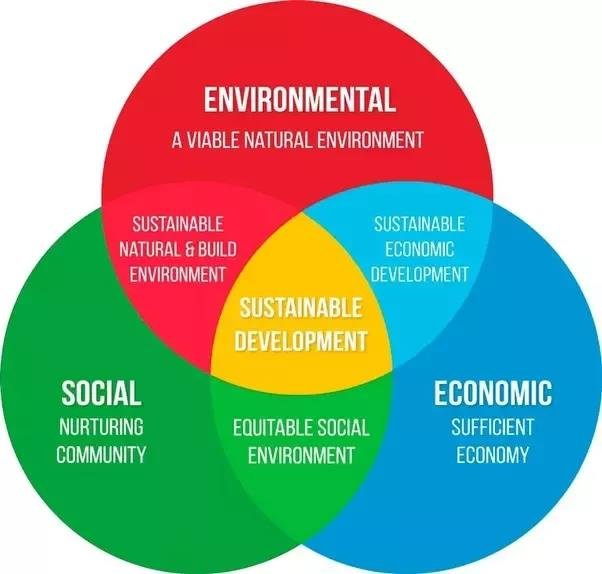 ENVIRONMENTAL
A VIABLE NATURAL ENVIRONMENT
SUSTAINABLE
NATURAL & BUILD
ENVIRONMENT
SUSTAINABLE
ECONOMIC
DEVELOPMENT
SUSTAINABLE
DEVELOPMENT
SOCIAL
NURTURING
COMMUNITY
EQUITABLE SOCIAL
ENVIRONMENT
ECONOMIC
SUFFICIENT
ECONOMY